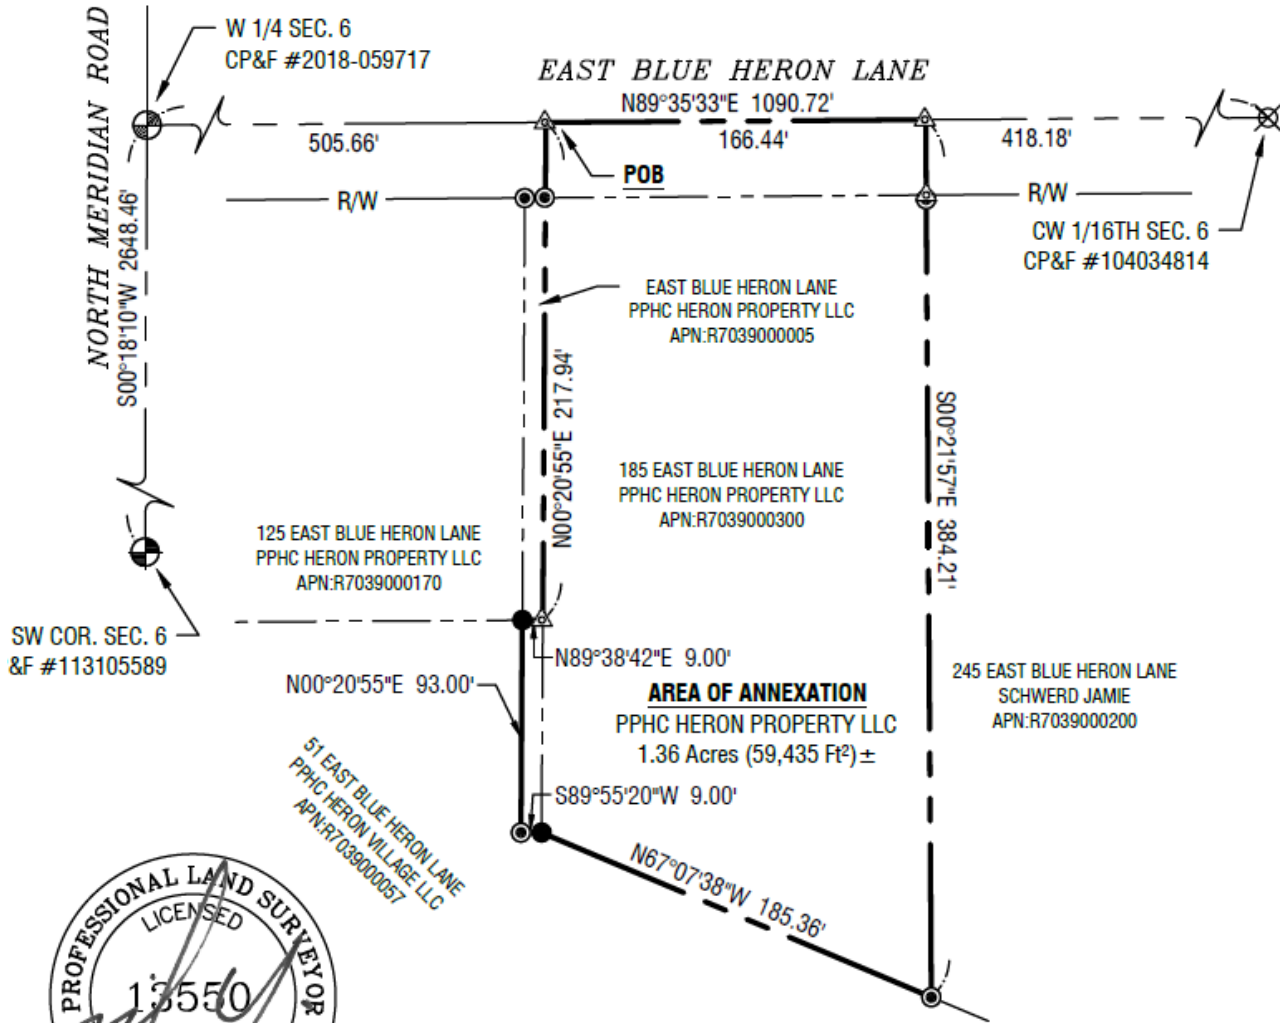 W 1/4 SEC. 6
CP&F #2018-059717
NORTH MERIDIAN ROAD
S00°18'10"W 2648.46'
EAST BLUE HERON LANE
N89°35'33"E 1090.72'
505.66'
166.44'
418.18'
POB
R/W
R/W
CW 1/16TH SEC. 6
CP&F #104034814
EAST BLUE HERON LANE
PPHC HERON PROPERTY LLC
APN:R7039000005
N00°20'55"E 217.94'
S00°21'57"E 384.21'
185 EAST BLUE HERON LANE
PPHC HERON PROPERTY LLC
APN:R7039000300
125 EAST BLUE HERON LANE
PPHC HERON PROPERTY LLC
APN:R7039000170
SW COR. SEC. 6
&F #113105589
N89°38'42"E 9.00'
N00°20'55"E 93.00'
AREA OF ANNEXATION
PPHC HERON PROPERTY LLC
1.36 Acres (59,435 Ft²)±
245 EAST BLUE HERON LANE
SCHWERD JAMIE
APN:R7039000200
51 EAST BLUE HERON LANE
PPHC HERON VILLAGE LLC
APN:R7039000057
S89°55'20"W 9.00'
N67°07'38"W 185.36'
PROFESSIONAL LAND SURVEYOR
LICENSED
13550